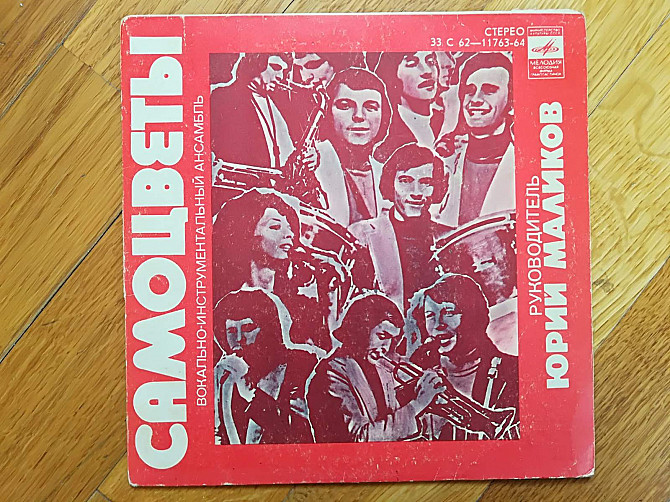 САМОЦВЕТЫ
ВОКАЛЬНО-ИНСТРУМЕНТАЛЬНЫЙ АНСАМБЛЬ
СТЕРЕО
33 С 62—11763-64
МЕЛОДИЯ
РУКОВОДИТЕЛЬ
ЮРИЙ МАЛИКОВ